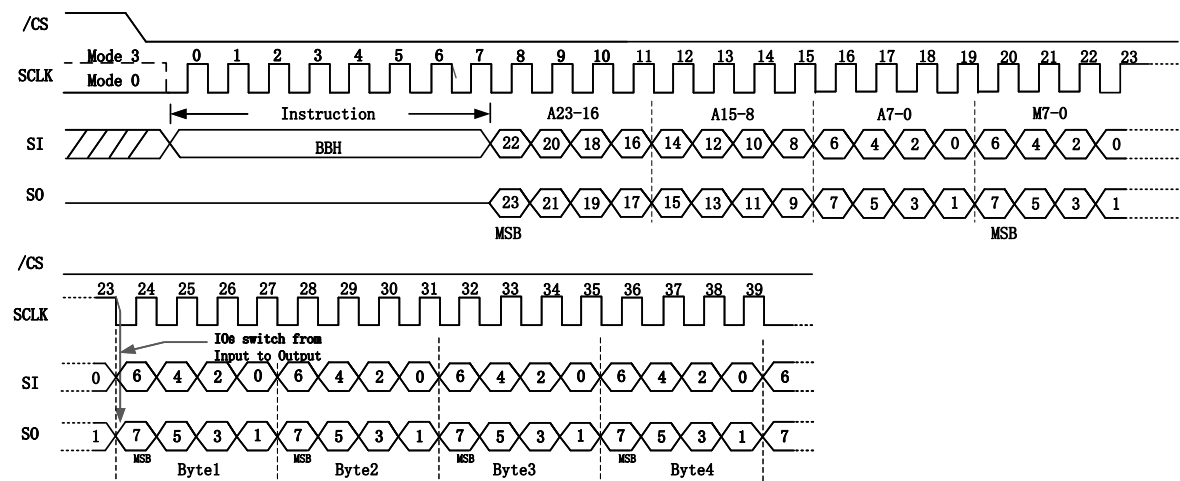 /CS
Mode 3 0 1 2 3 4 5 6 7 8 9 10 11 12 13 14 15 16 17 18 19 20 21 22 23
SCLK Mode 0
Instruction A23-16 A15-8 A7-0 M7-0
SI BBH 22 20 18 16 14 12 10 8 6 4 2 0 6 4 2 0
SO 23 21 19 17 15 13 11 9 7 5 3 1 7 5 3 1
MSB MSB
/CS
23 24 25 26 27 28 29 30 31 32 33 34 35 36 37 38 39
SCLK
IOs switch from
Input to Output
SI 0 6 4 2 0 6 4 2 0 6 4 2 0 6 4 2 0 6
SO 1 7 5 3 1 7 5 3 1 7 5 3 1 7 5 3 1 7
MSB MSB MSB MSB
Byte1 Byte2 Byte3 Byte4